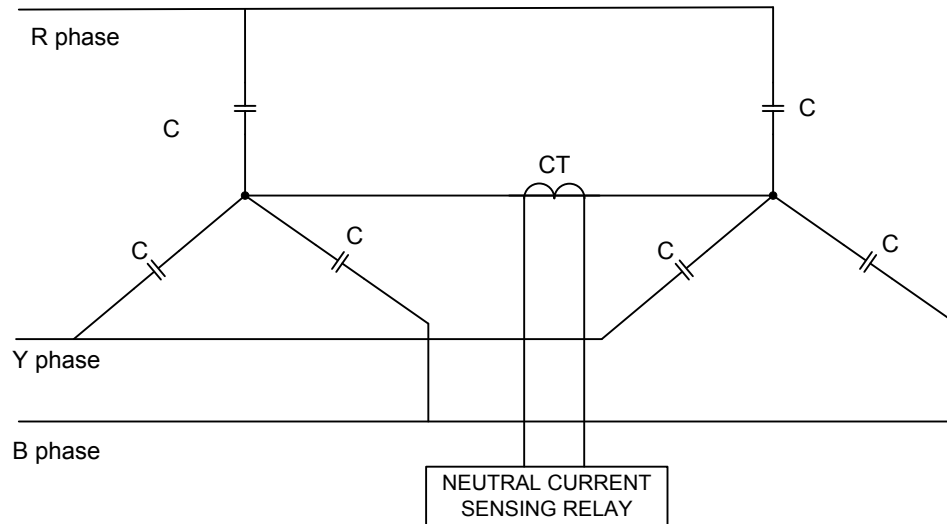 R phase
C
C
CT
C
C
C
C
Y phase
B phase
NEUTRAL CURRENT
SENSING RELAY